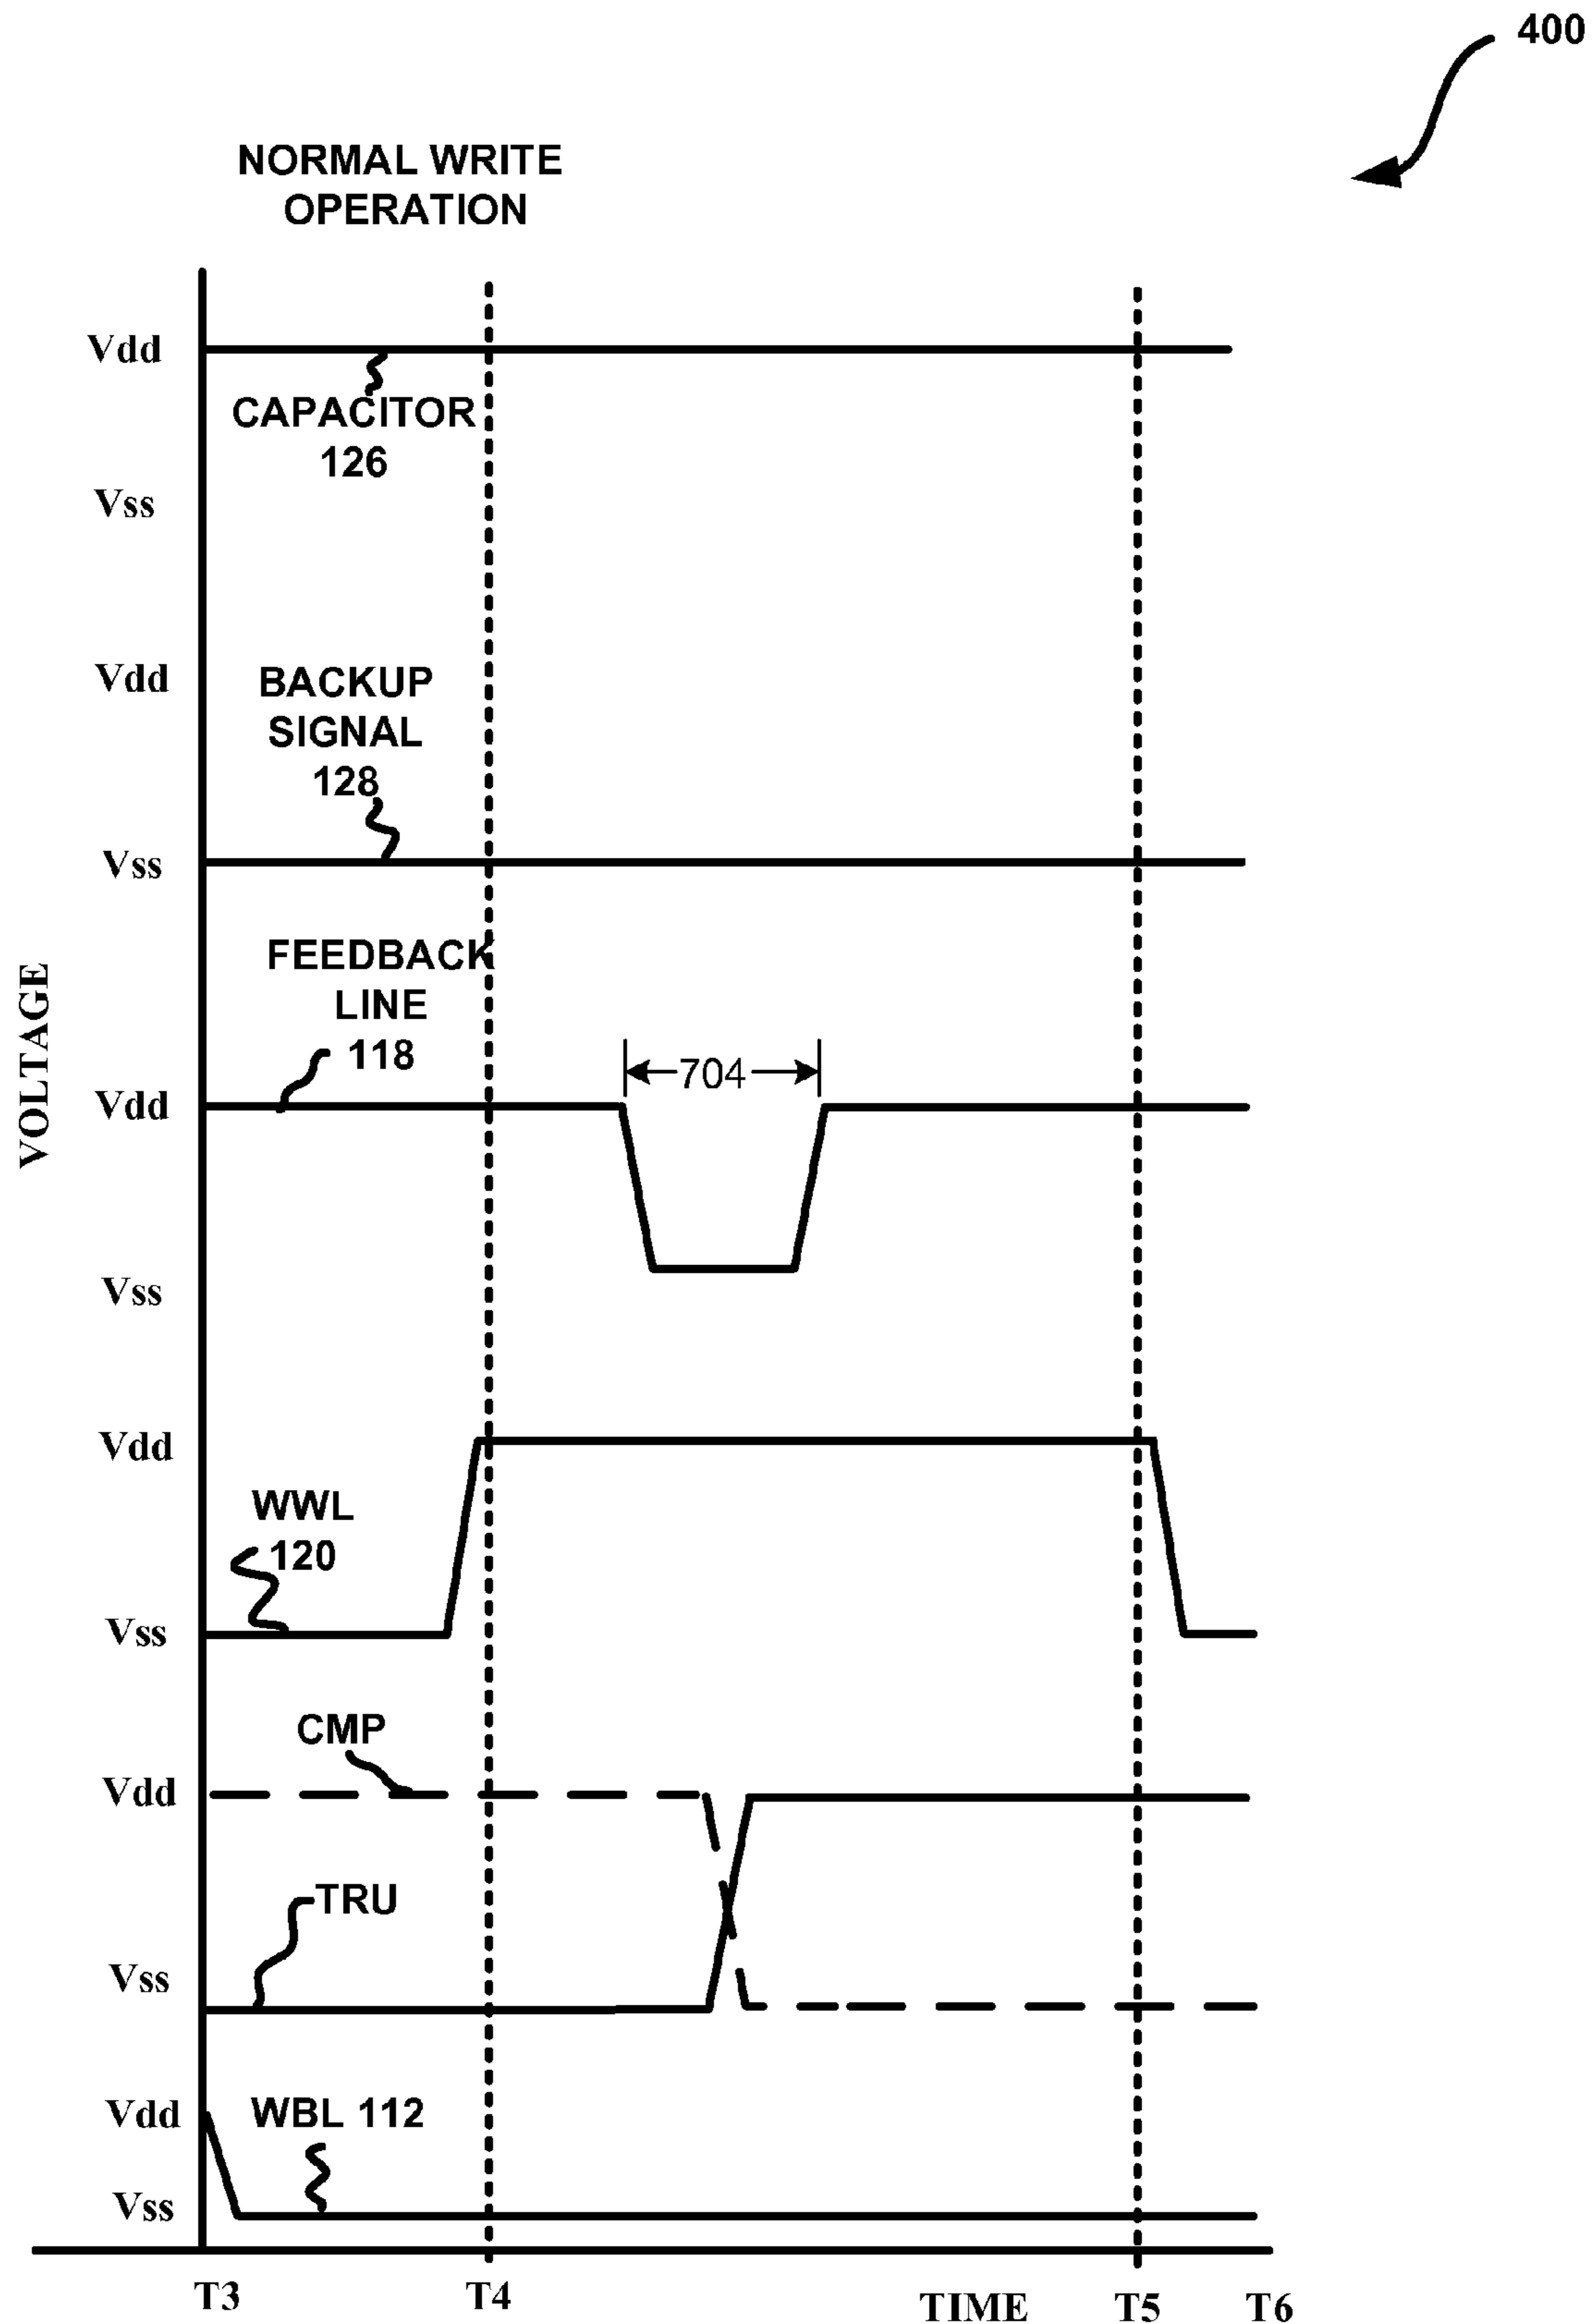 400
NORMAL WRITE
OPERATION
Vdd
CAPACITOR
126
Vss
Vdd
BACKUP
SIGNAL
128
Vss
FEEDBACK
LINE
118
704
Vdd
VOLTAGE
Vss
Vdd
WWL
120
Vss
CMP
Vdd
TRU
Vss
Vdd
WBL 112
Vss
T3
T4
TIME
T5
T6